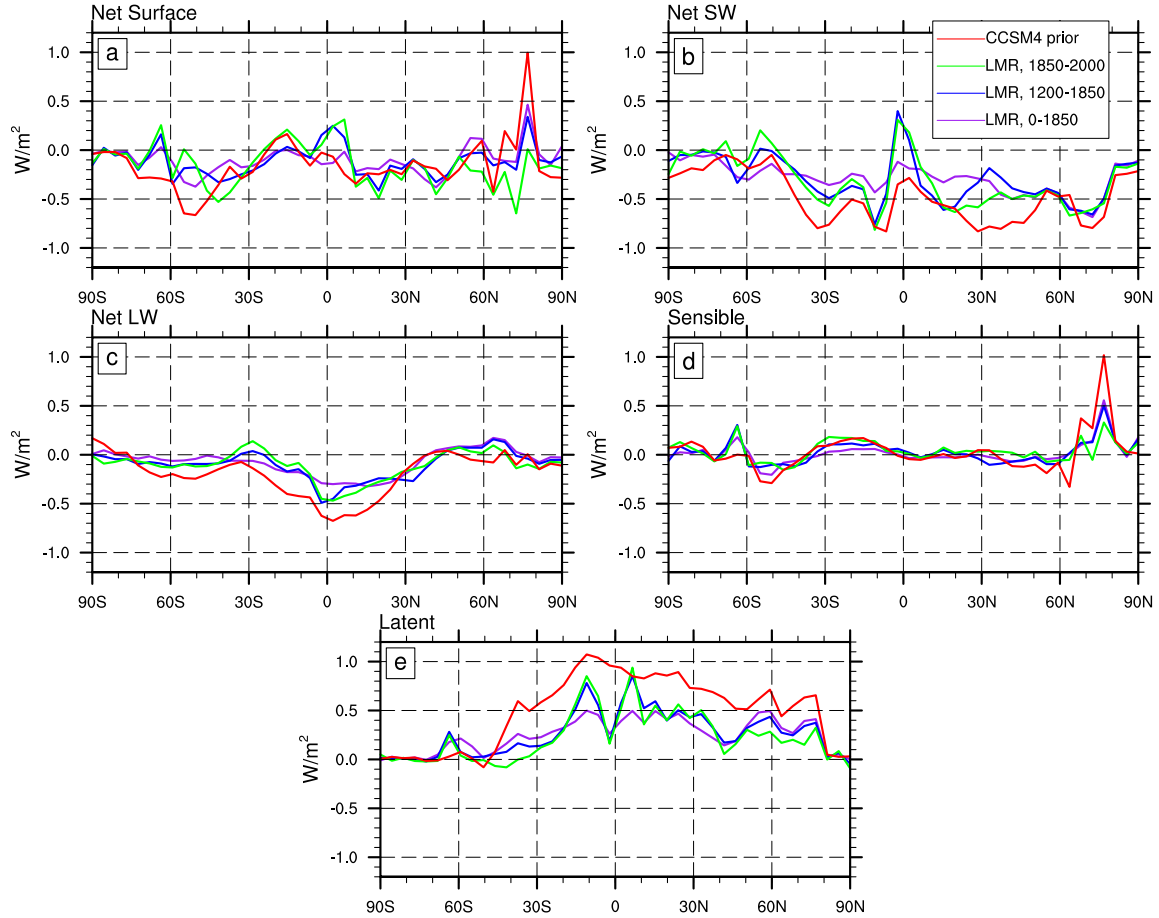 Net Surface
a
W/m²
1.0
0.5
0.0
-0.5
-1.0
90S 60S 30S 0 30N 60N 90N
Net SW
b
W/m²
1.0
0.5
0.0
-0.5
-1.0
90S 60S 30S 0 30N 60N 90N
CCSM4 prior
LMR, 1850-2000
LMR, 1200-1850
LMR, 0-1850
Net LW
c
W/m²
1.0
0.5
0.0
-0.5
-1.0
90S 60S 30S 0 30N 60N 90N
Sensible
d
W/m²
1.0
0.5
0.0
-0.5
-1.0
90S 60S 30S 0 30N 60N 90N
Latent
e
W/m²
1.0
0.5
0.0
-0.5
-1.0
90S 60S 30S 0 30N 60N 90N